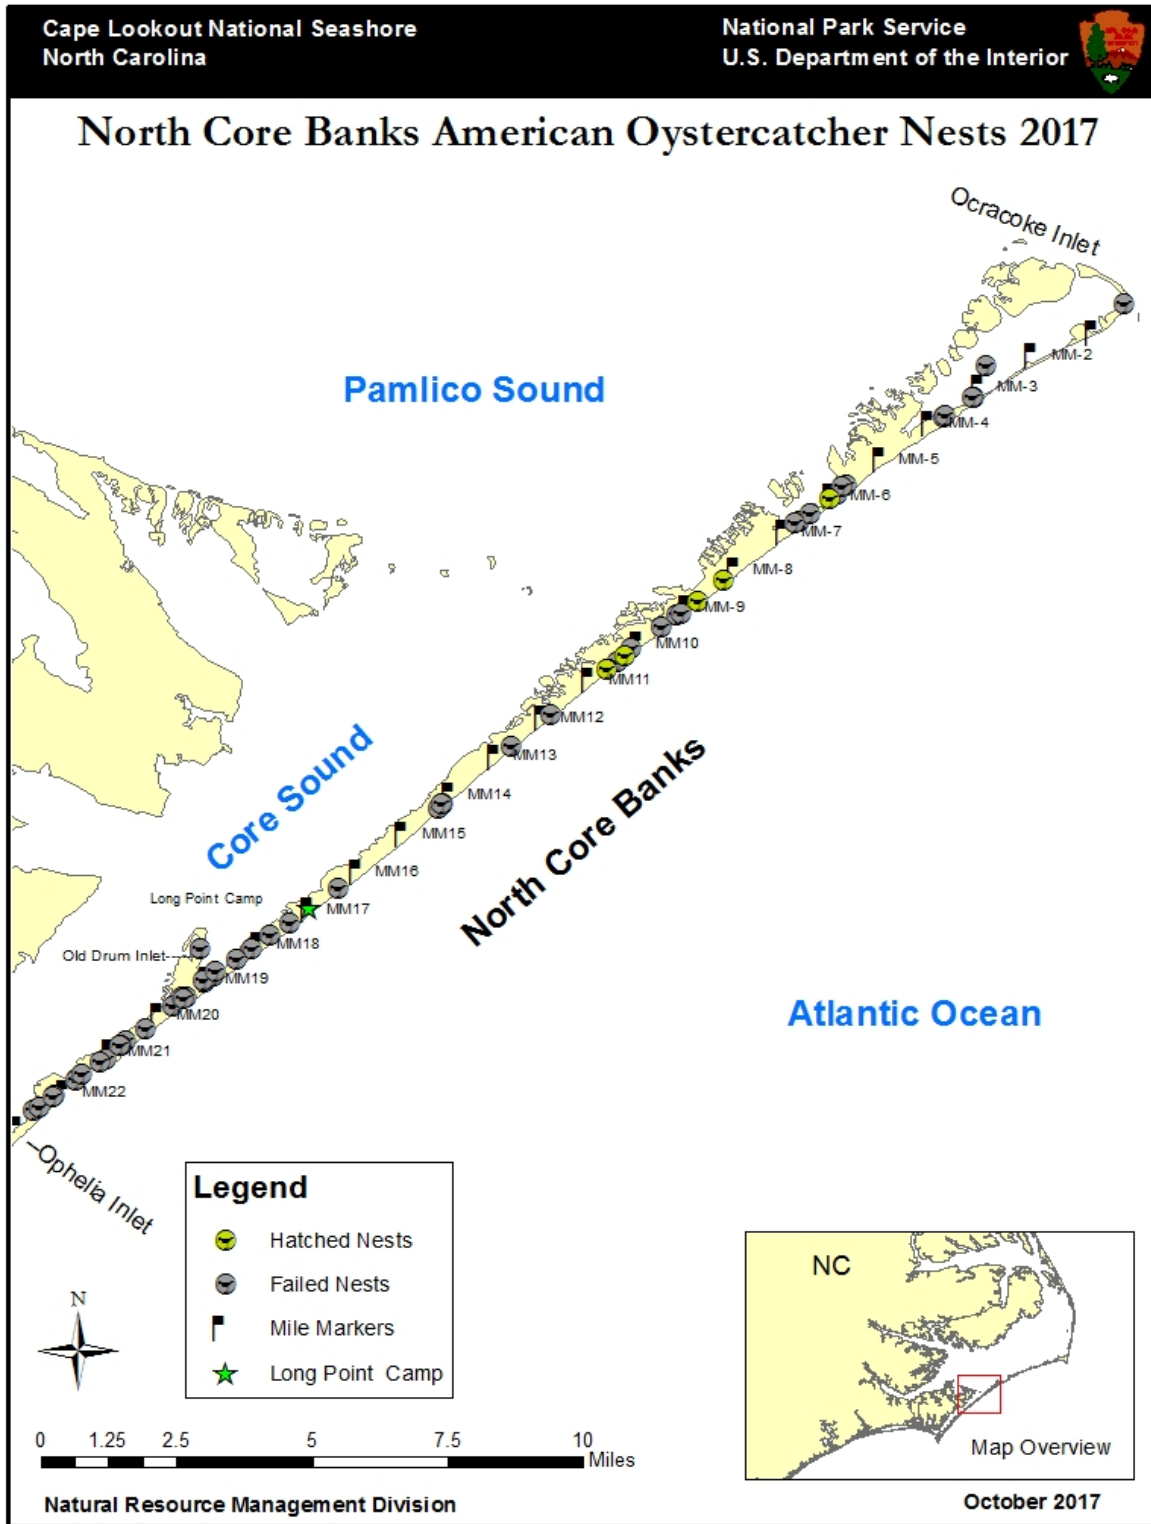 Cape Lookout National Seashore
North Carolina
National Park Service
U.S. Department of the Interior
North Core Banks American Oystercatcher Nests 2017
Ocracoke Inlet
MM-2
Pamlico Sound
MM-3
MM-4
MM-5
MM-6
MM-7
MM-8
MM-9
MM10
MM11
MM12
MM13
Core Sound
North Core Banks
MM14
MM15
MM16
Long Point Camp
MM17
MM18
Old Drum Inlet
MM19
Atlantic Ocean
MM20
MM21
MM22
Ophelia Inlet
Legend
Hatched Nests
Failed Nests
Mile Markers
Long Point Camp
N
NC
Map Overview
0 1.25 2.5 5 7.5 10
Miles
Natural Resource Management Division
October 2017